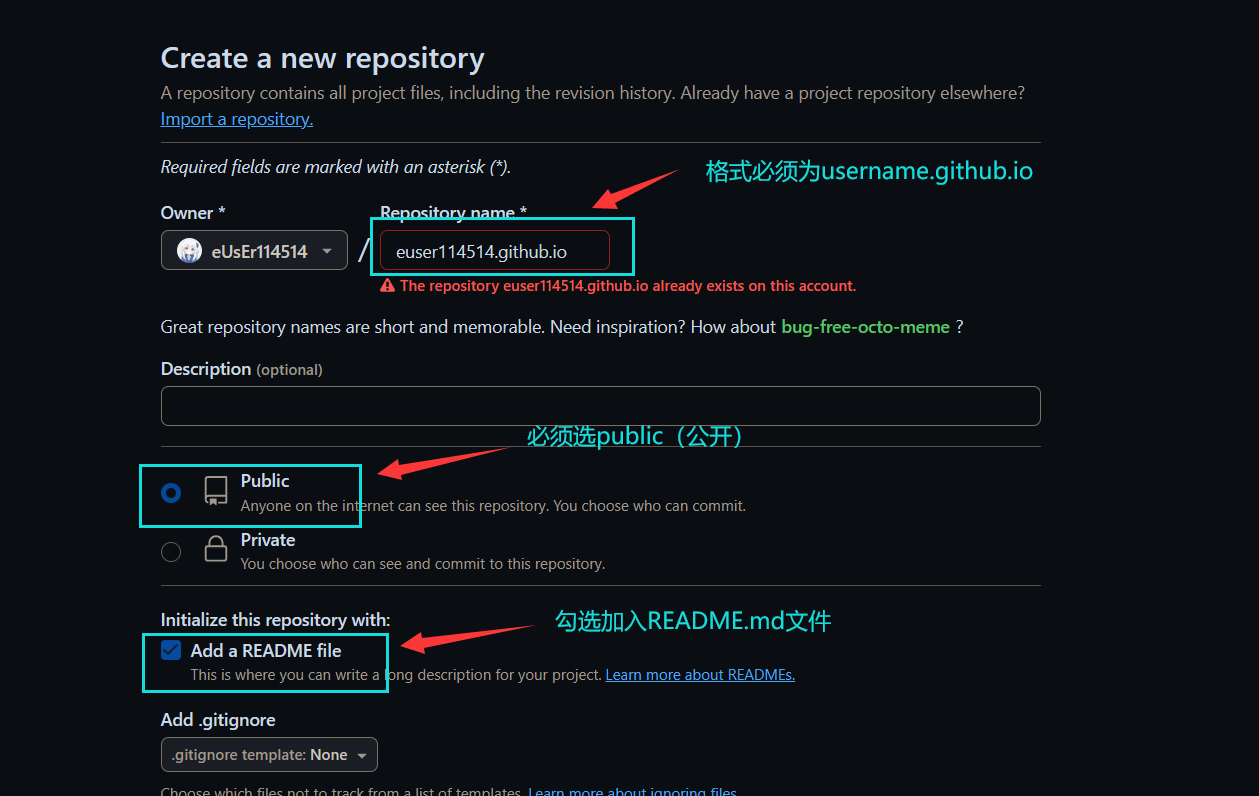 Create a new repository
A repository contains all project files, including the revision history. Already have a project repository elsewhere?
Import a repository.
Required fields are marked with an asterisk (*).
格式必须为username.github.io
Owner *
Repository name *
eUsEr114514
/
euser114514.github.io
The repository euser114514.github.io already exists on this account.
Great repository names are short and memorable. Need inspiration? How about bug-free-octo-meme ?
Description (optional)
必须选public（公开）
Public
Anyone on the internet can see this repository. You choose who can commit.
Private
You choose who can see and commit to this repository.
Initialize this repository with:
勾选加入README.md文件
Add a README file
This is where you can write a long description for your project. Learn more about READMEs.
Add .gitignore
.gitignore template: None
Choose which files not to track from a list of templates. Learn more about ignoring files.